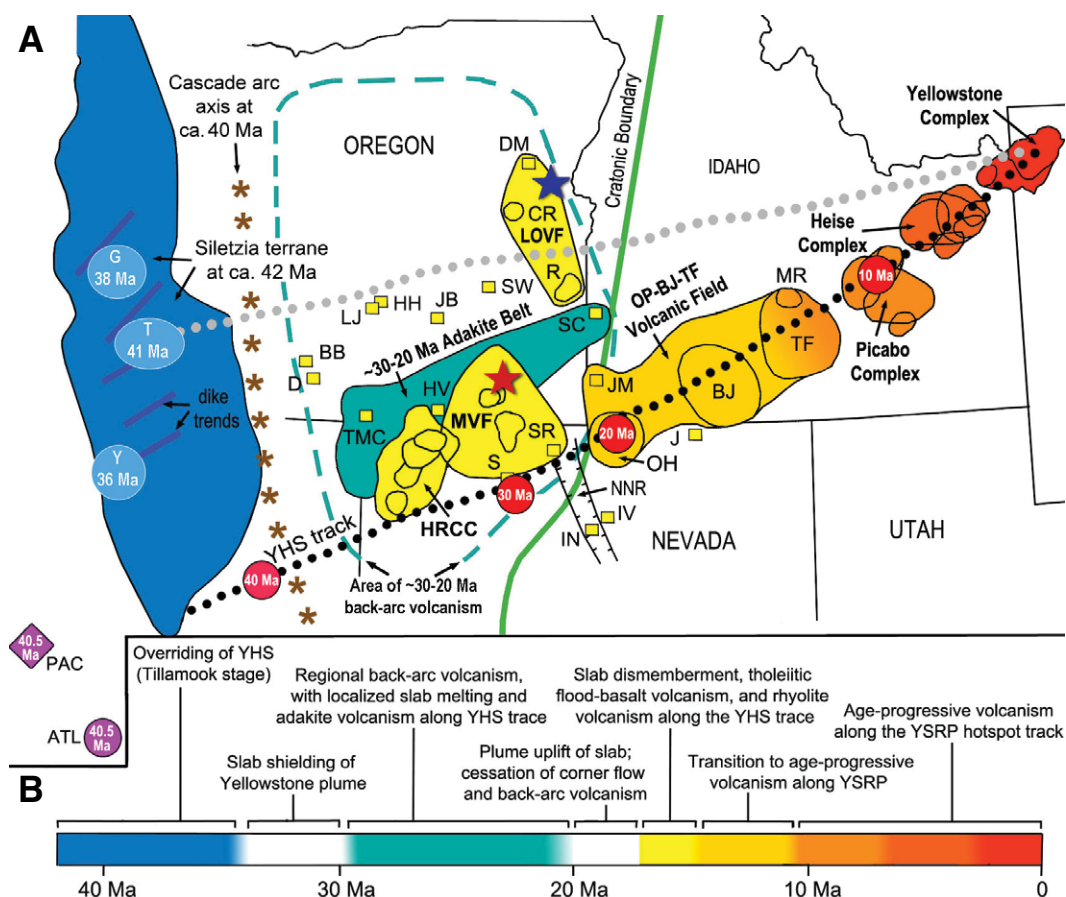 A
Cascade arc
axis at
ca. 40 Ma
OREGON
DM
Cratonic Boundary
IDAHO
Yellowstone
Complex
CR
LOVF
Heise
Complex
G
38 Ma
Siletzia terrane
at ca. 42 Ma
R
10 Ma
T
41 Ma
LJ
HH
JB
SW
OP-BJ-TF
Volcanic Field
MR
SC
TF
Picabo
Complex
~30-20 Ma Adakite Belt
BB
D
HV
JM
BJ
dike
trends
TMC
MVF
SR
20 Ma
J
OH
Y
36 Ma
S
30 Ma
NNR
IV
IN
NEVADA
UTAH
HRCC
YHS track
40 Ma
Area of ~30-20 Ma
back-arc volcanism
40.5
Ma
PAC
40.5
Ma
ATL
B
Overriding of YHS
(Tillamook stage)
Slab shielding of
Yellowstone plume
Regional back-arc volcanism,
with localized slab melting and
adakite volcanism along YHS trace
Plume uplift of slab;
cessation of corner flow
and back-arc volcanism
Slab dismemberment, tholeiitic
flood-basalt volcanism, and rhyolite
volcanism along the YHS trace
Transition to age-progressive
volcanism along YSRP
Age-progressive volcanism
along the YSRP hotspot track
40 Ma
30 Ma
20 Ma
10 Ma
0